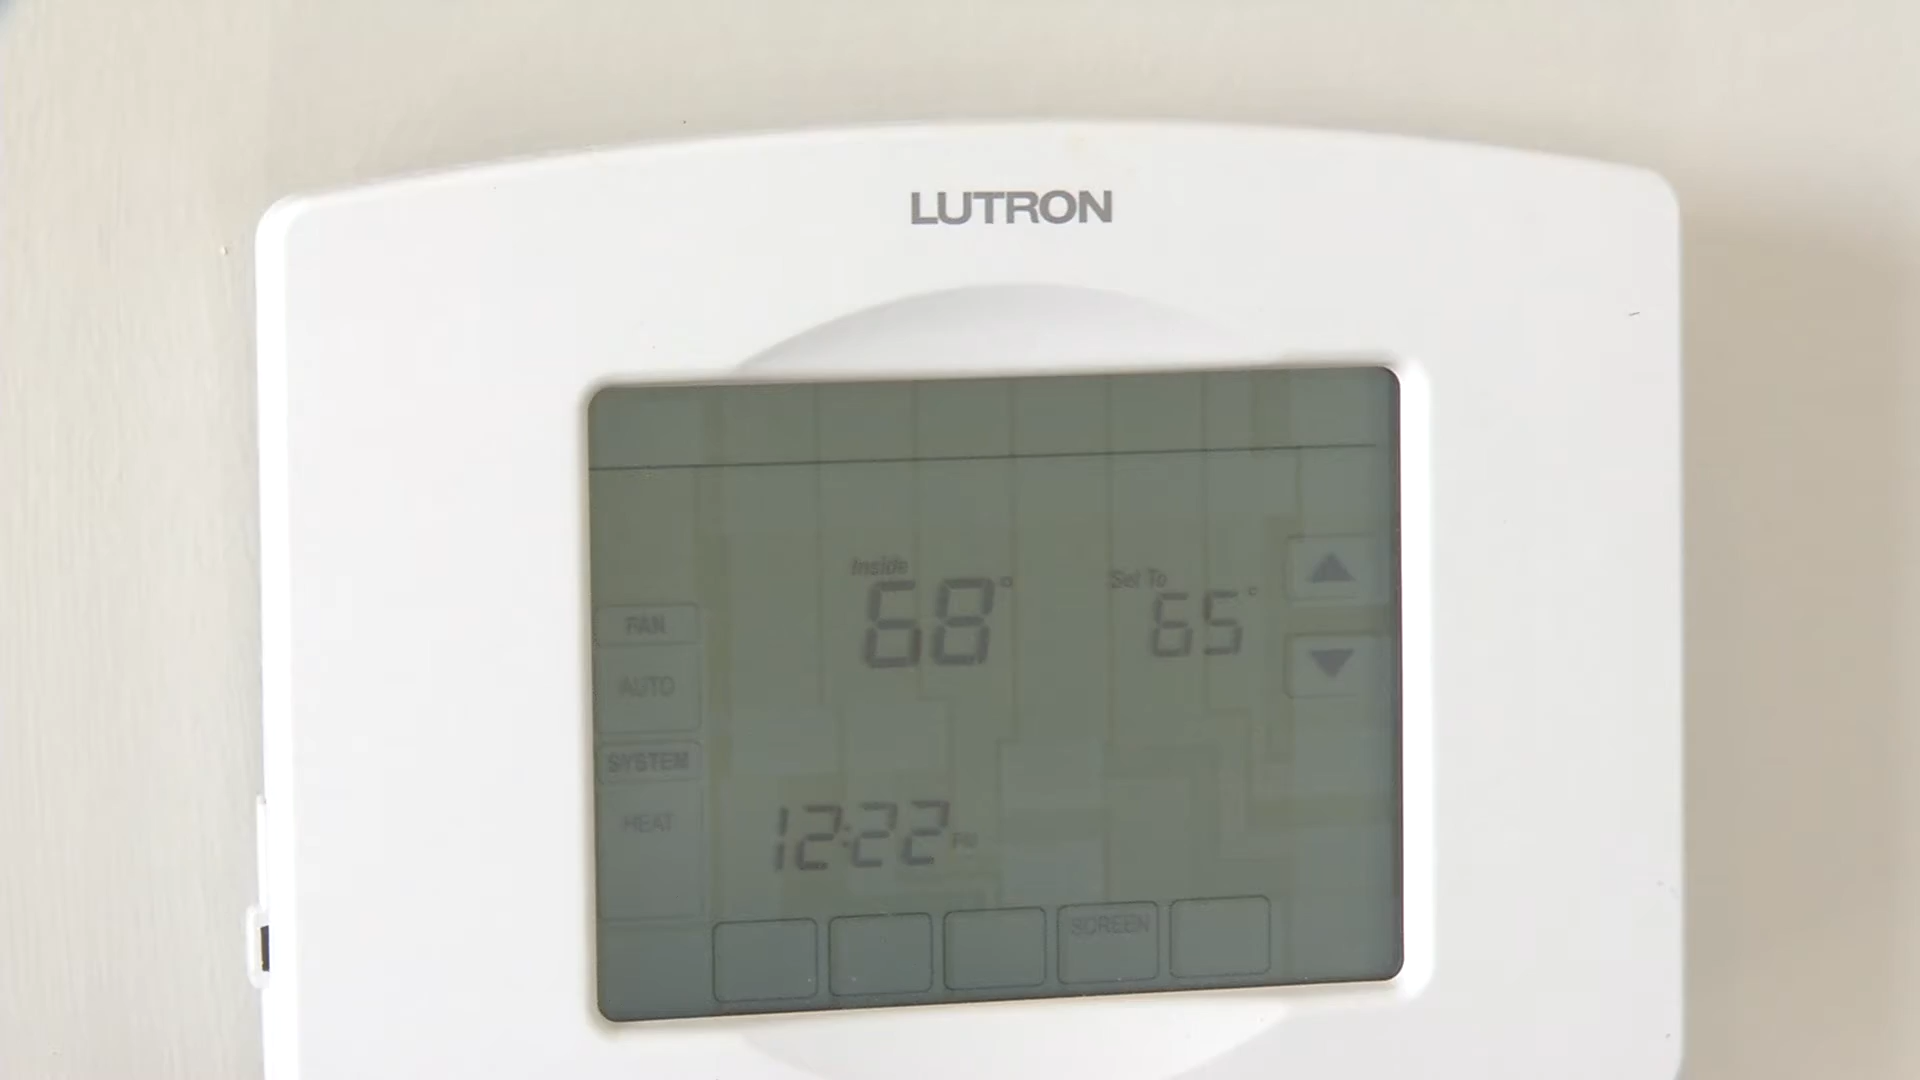 LUTRON
Inside
68°
Set To
65°
FAN
AUTO
SYSTEM
HEAT
12:22 PM
SCREEN